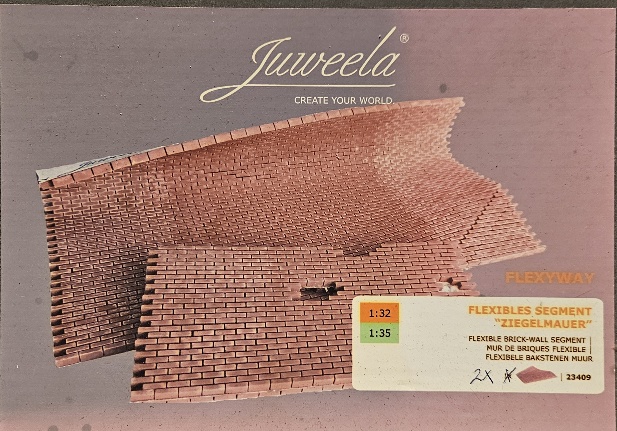 Juweela®
CREATE YOUR WORLD
FLEXYWAY
1:32
1:35
FLEXIBLES SEGMENT
"ZIEGELMAUER"
FLEXIBLE BRICK-WALL SEGMENT |
MUR DE BRIQUES FLEXIBLE |
FLEXIBELE BAKSTENEN MUUR
2X
| 23409